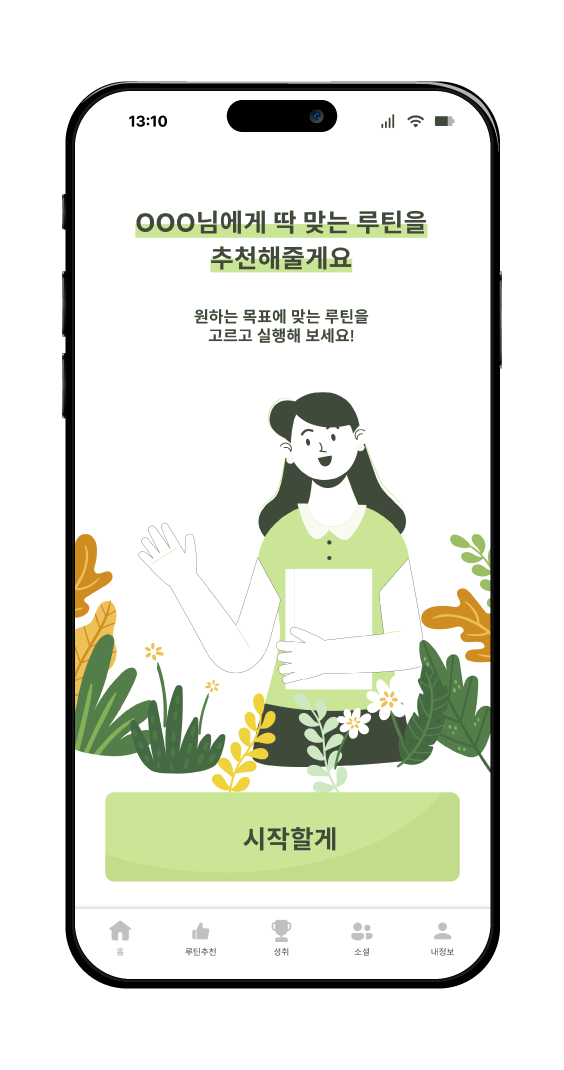 13:10
OOO님에게 딱 맞는 루틴을
추천해줄게요
원하는 목표에 맞는 루틴을
고르고 실행해 보세요!
시작할게
홈
루틴추천
성취
소셜
내정보